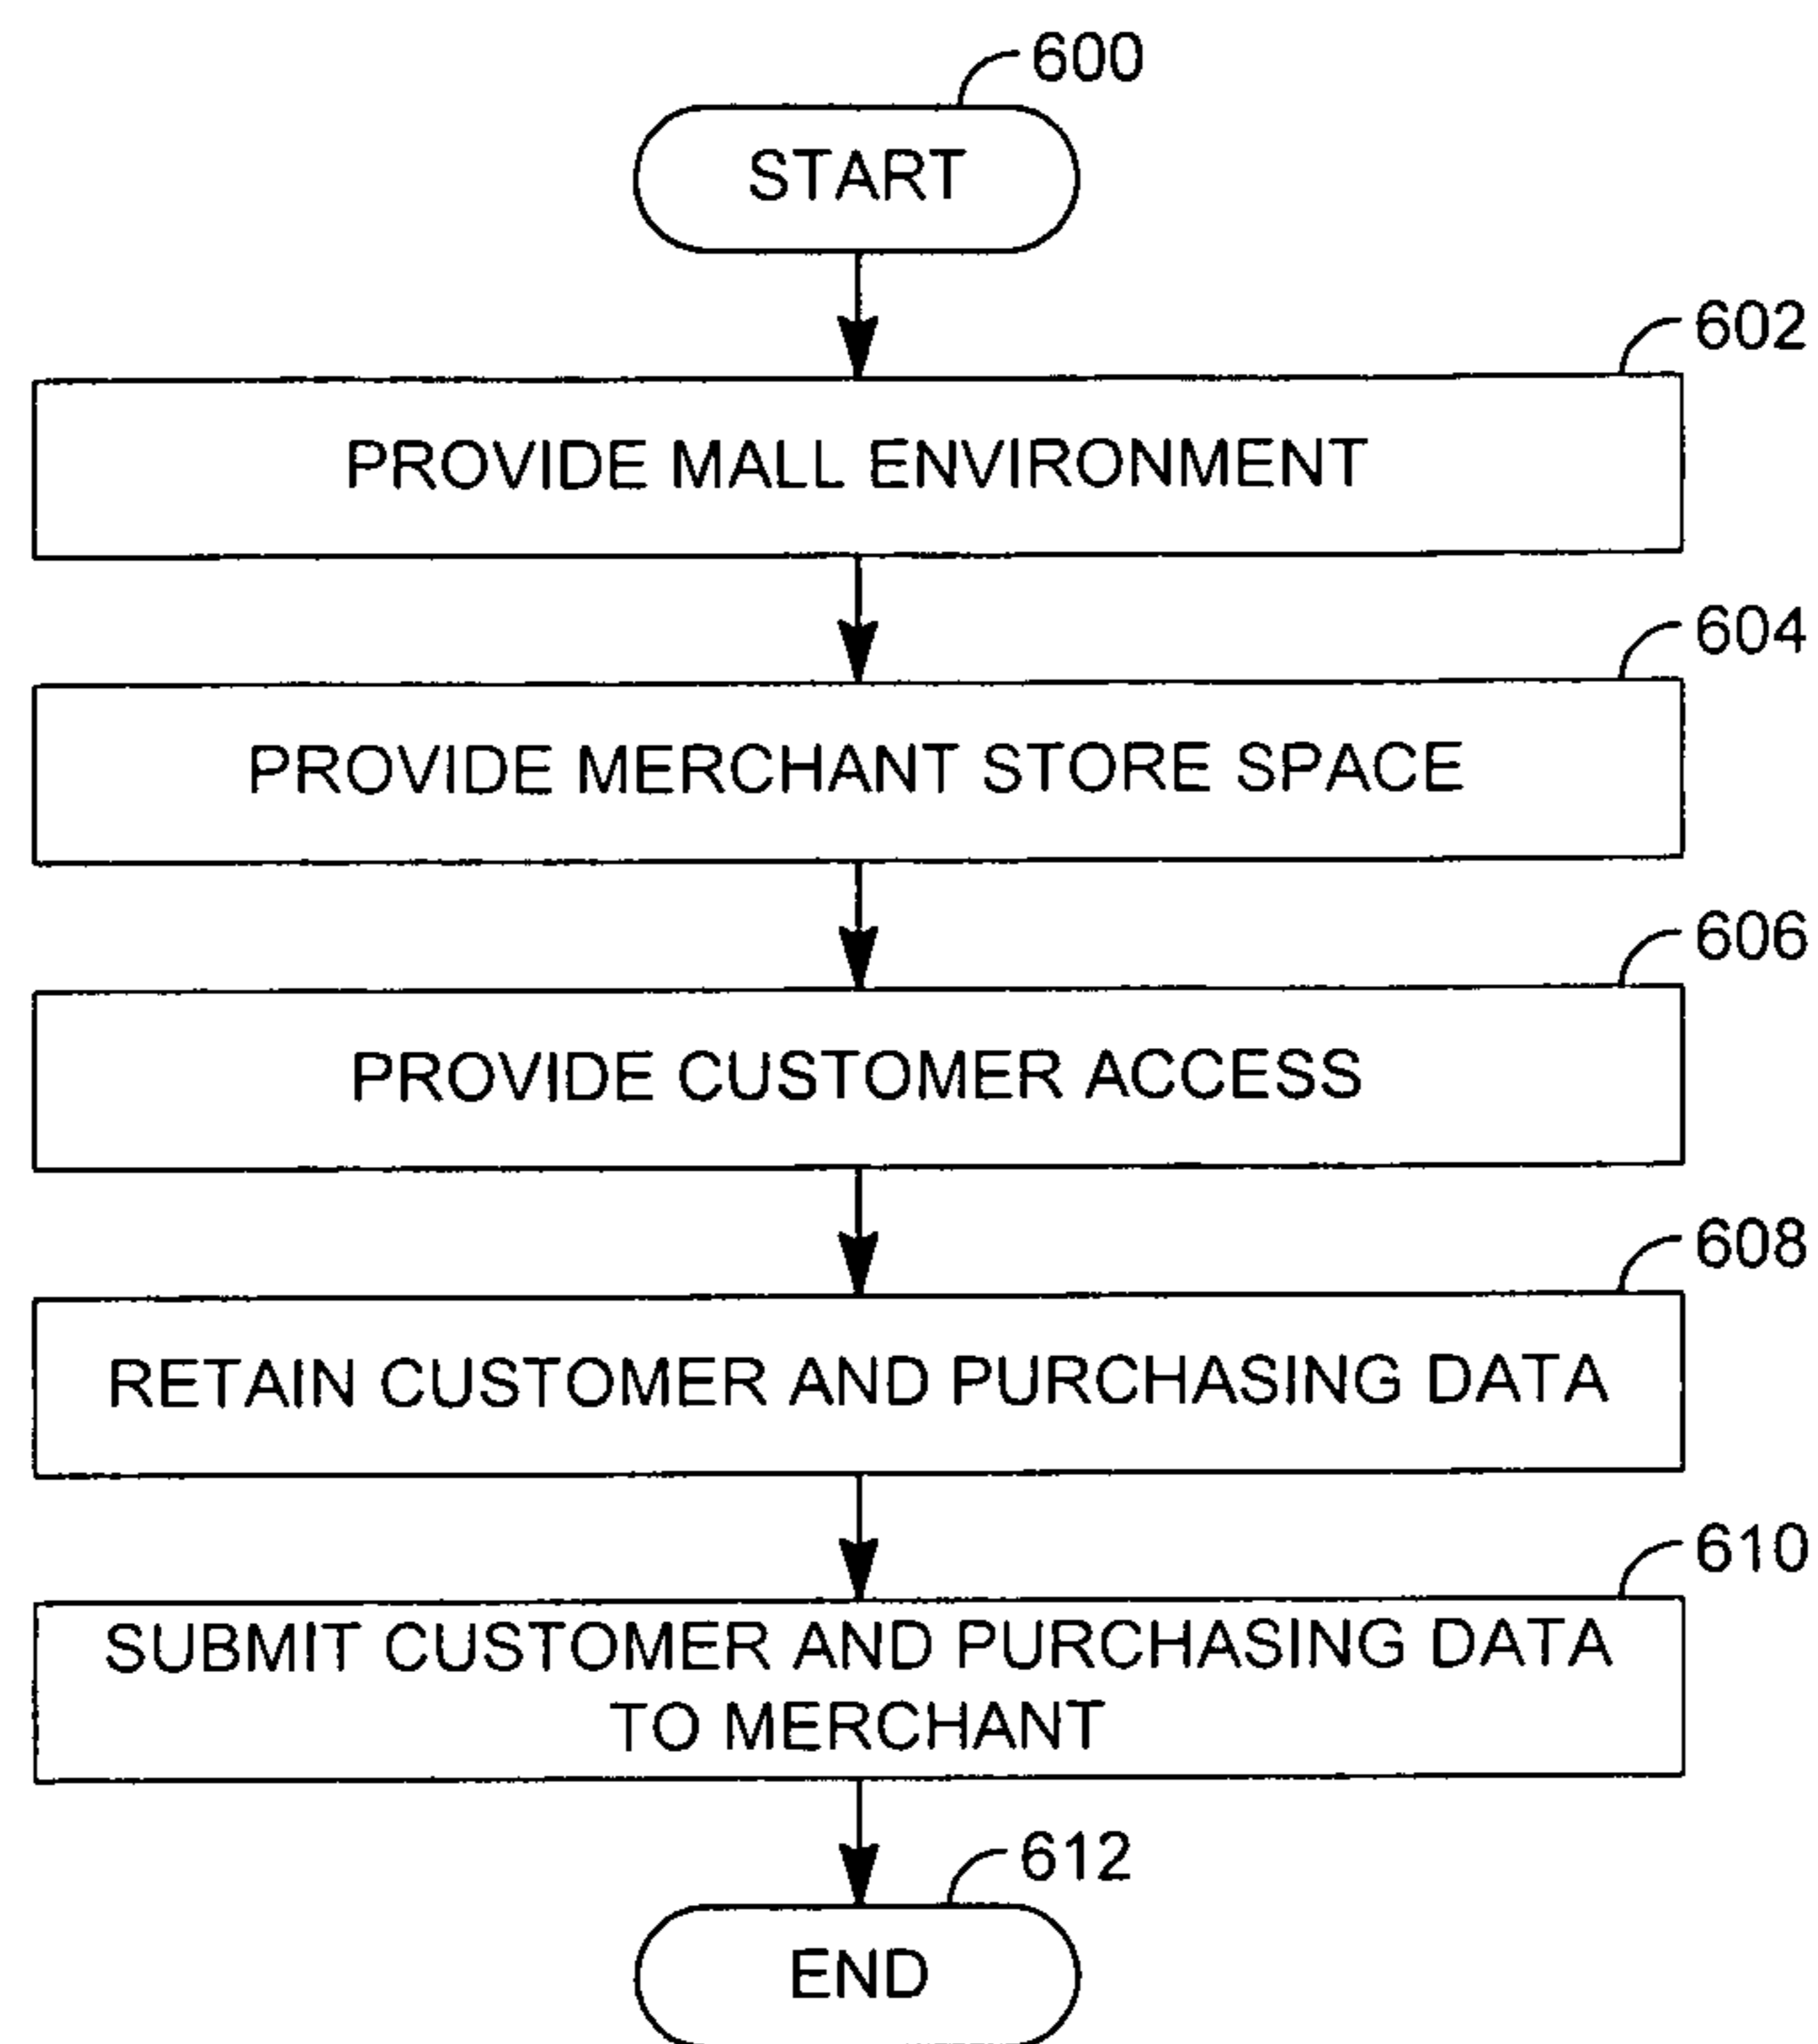 600
START
602
PROVIDE MALL ENVIRONMENT
604
PROVIDE MERCHANT STORE SPACE
606
PROVIDE CUSTOMER ACCESS
608
RETAIN CUSTOMER AND PURCHASING DATA
610
SUBMIT CUSTOMER AND PURCHASING DATA
TO MERCHANT
612
END